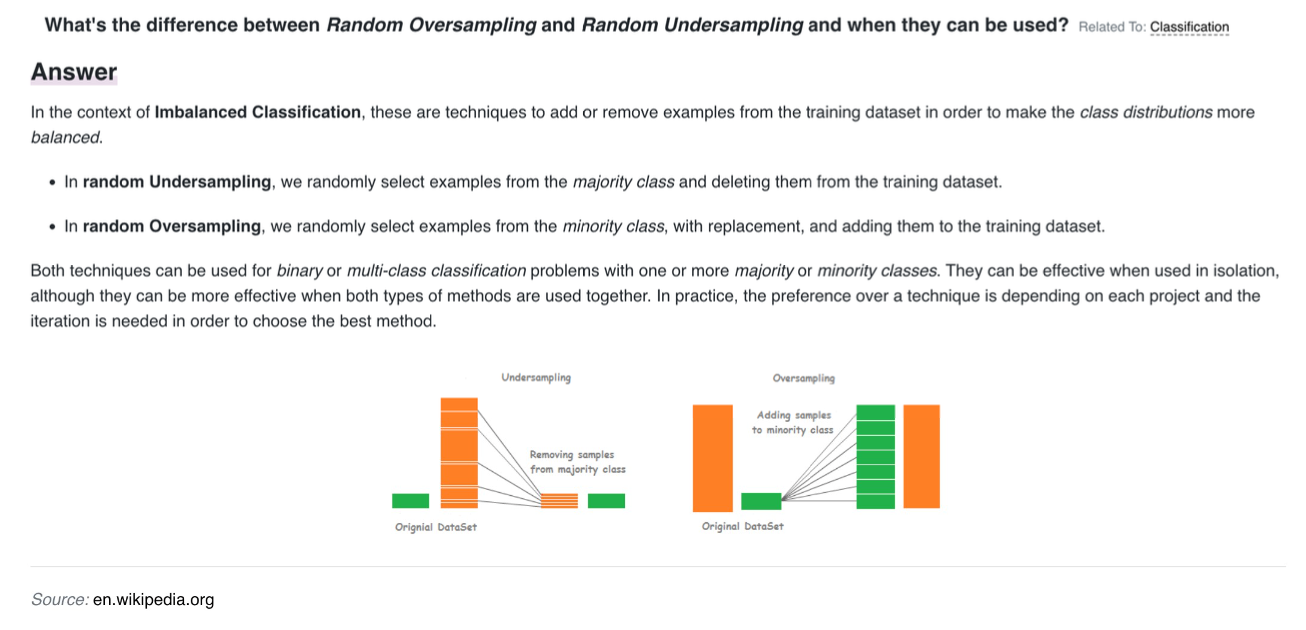 What's the difference between Random Oversampling and Random Undersampling and when they can be used? Related To: Classification
Answer
In the context of Imbalanced Classification, these are techniques to add or remove examples from the training dataset in order to make the class distributions more
balanced.
• In random Undersampling, we randomly select examples from the majority class and deleting them from the training dataset.
• In random Oversampling, we randomly select examples from the minority class, with replacement, and adding them to the training dataset.
Both techniques can be used for binary or multi-class classification problems with one or more majority or minority classes. They can be effective when used in isolation,
although they can be more effective when both types of methods are used together. In practice, the preference over a technique is depending on each project and the
iteration is needed in order to choose the best method.
Undersampling
Removing samples
from majority class
Orignial DataSet
Oversampling
Adding samples
to minority class
Original DataSet
Source: en.wikipedia.org